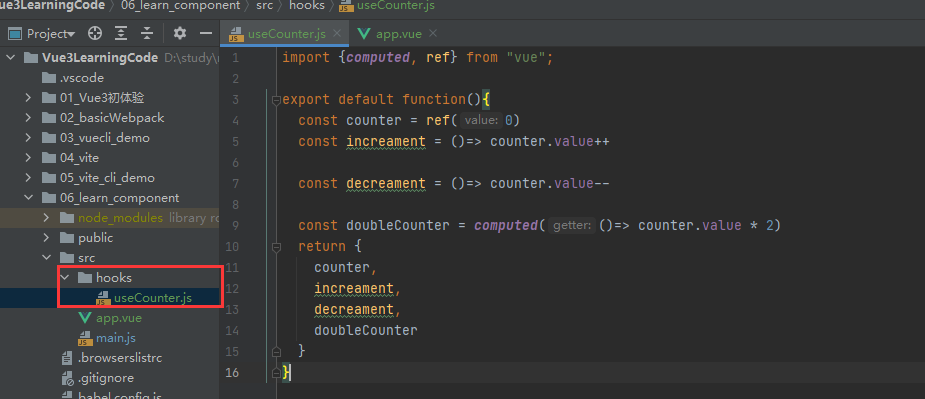 ue3LearningCode 06_learn_component src hooks useCounter.js
Project
useCounter.js app.vue
Vue3LearningCode D:\study\
.vscode
01_Vue3初体验
02_basicWebpack
03_vuecli_demo
04_vite
05_vite_cli_demo
06_learn_component
node_modules library ro
public
src
hooks
useCounter.js
app.vue
main.js
.browserslistrc
.gitignore
babel.config.js
1 import {computed, ref} from "vue";
2
3 export default function(){
4 const counter = ref( value: 0)
5 const increament = ()=> counter.value++
6
7 const decreament = ()=> counter.value--
8
9 const doubleCounter = computed( getter: ()=> counter.value * 2)
10 return {
11 counter,
12 increament,
13 decreament,
14 doubleCounter
15 }
16 }